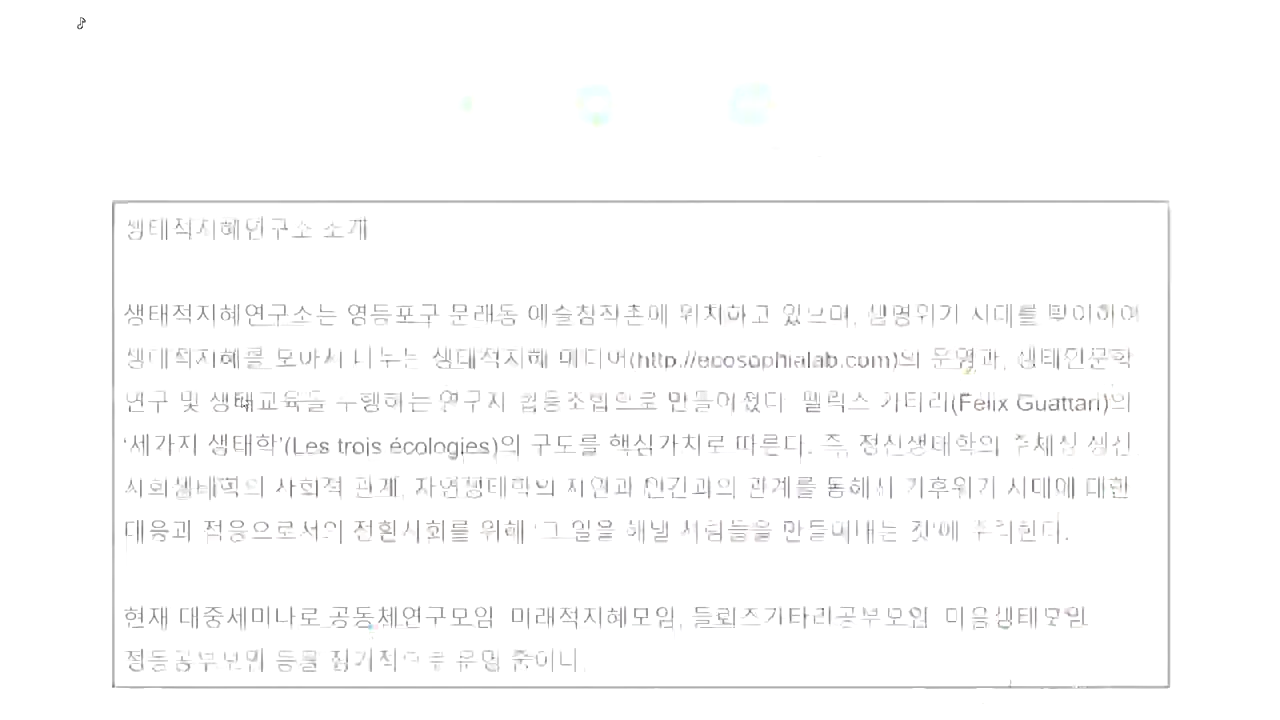 생태적지혜연구소 소개
생태적지혜연구소는 영등포구 문래동 예술창작촌에 위치하고 있으며, 생명위기 시대를 맞이하여
생태적지혜를 모아서 나누는 생태적지혜 미디어(http://ecosophialab.com)의 운영과, 생태인문학
연구 및 생태교육등 수행하는 연구자 협동조합으로 만들어졌다. 펠릭스 가타리(Felix Guattari)의
'세가지 생태학'(Les trois écologies)의 구도를 핵심가치로 따른다. 즉, 정신생태학의 주체성 생산,
사회생태학의 사회적 관계, 자연생태학의 자연과 인간과의 관계를 통해서 기후위기 시대에 대한
대응과 적응으로서의 전환사회를 위해 '그 일을 해낼 사람들을 만들어내는 것'에 주력한다.
현재 대중세미나로 공동체연구모임, 미래적지혜모임, 들뢰즈가타리공부모임, 마음생태모임,
정동공부모임 등을 정기적으로 운영 중이다.